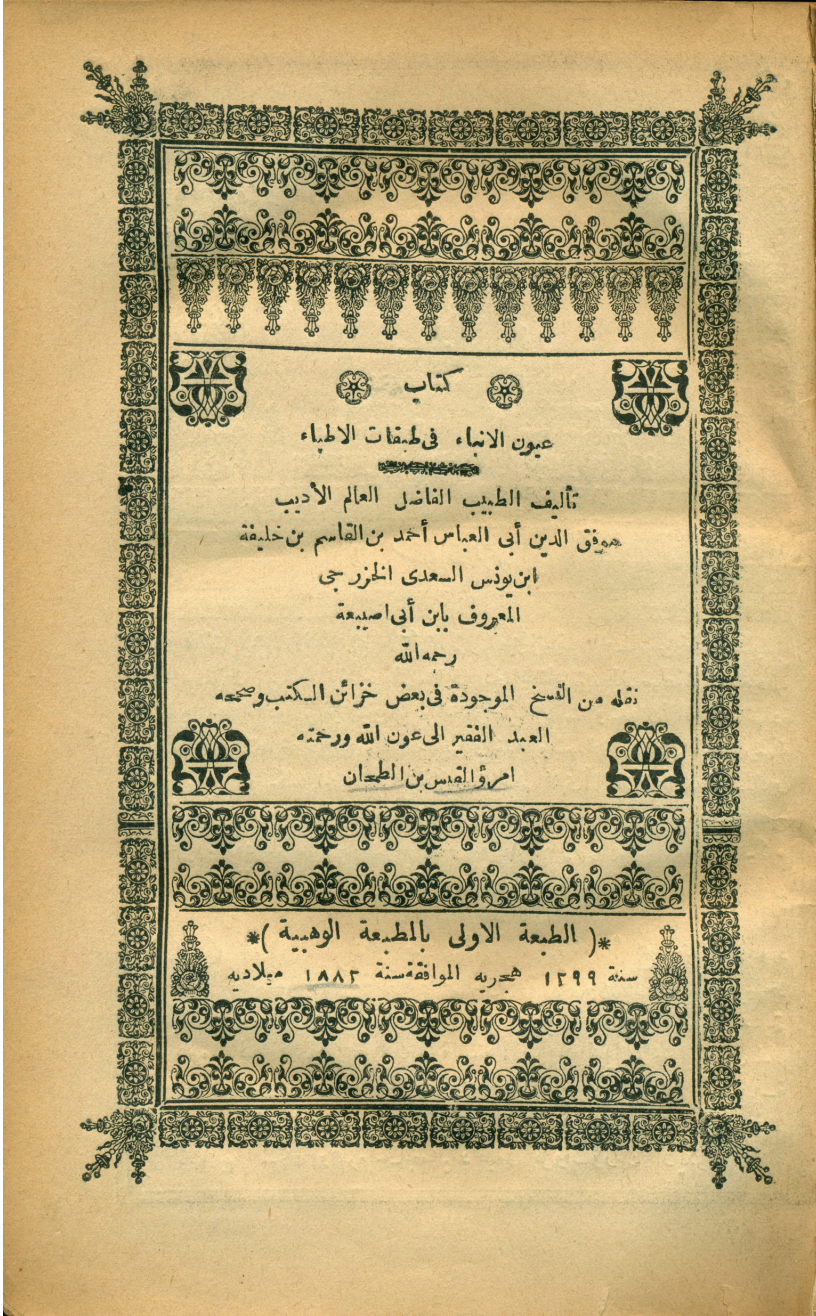 كتاب
عيون الانباء فى طبقات الاطباء
تأليف الطبيب الفاضل العالم الأديب
موفق الدين أبى العباس أحمد بن القاسم بن خليفة
ابن يونس السعدى الخزرجى
المعروف بابن أبى اصيبعة
رحمه الله
نقله من النسخ الموجودة فى بعض خزائن الكتب وصححه
العبد الفقير الى عون الله ورحمته
امرؤ القيس بن الطحان
*( الطبعة الاولى بالمطبعة الوهبية )*
سنة ١٢٩٩ هجريه الموافقة سنة ١٨٨٢ ميلاديه